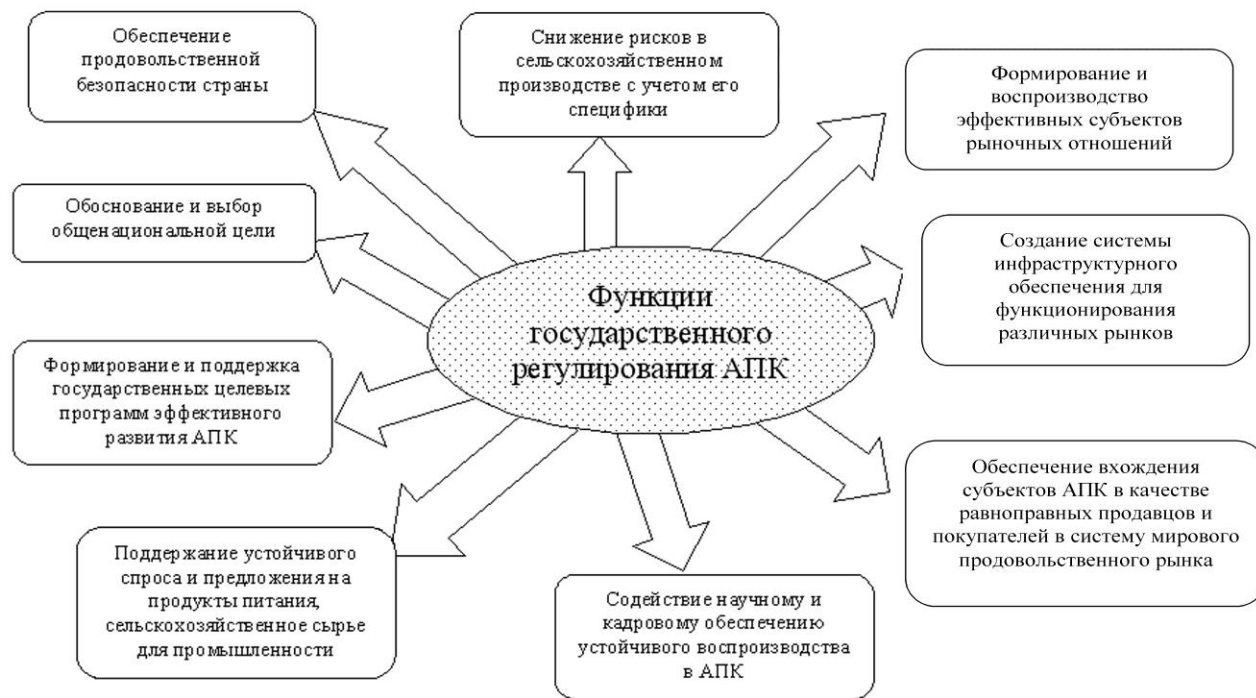 Обеспечение
продовольственной
безопасности страны
Снижение рисков в
сельскохозяйственном
производстве с учетом его
специфики
Формирование и
воспроизводство
эффективных субъектов
рыночных отношений
Обоснование и выбор
общенациональной цели
Создание системы
инфраструктурного
обеспечения для
функционирования
различных рынков
Функции
государственного
регулирования АПК
Формирование и поддержка
государственных целевых
программ эффективного
развития АПК
Обеспечение вхождения
субъектов АПК в качестве
равноправных продавцов и
покупателей в систему мирового
продовольственного рынка
Поддержание устойчивого
спроса и предложения на
продукты питания,
сельскохозяйственное сырье
для промышленности
Содействие научному и
кадровому обеспечению
устойчивого воспроизводства
в АПК